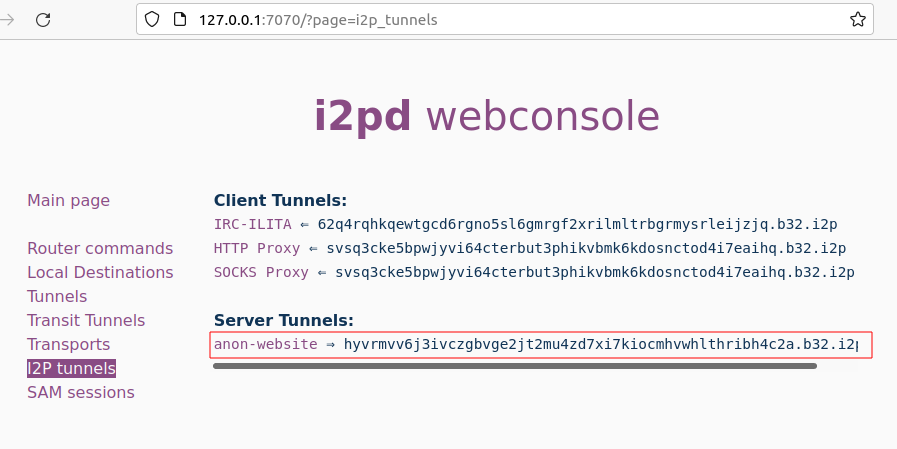 127.0.0.1:7070/?page=i2p_tunnels
i2pd webconsole
Main page
Router commands
Local Destinations
Tunnels
Transit Tunnels
Transports
I2P tunnels
SAM sessions
Client Tunnels:
IRC-ILITA ⇐ 62q4rqhkqewtgcd6rgno5sl6gmrgf2xrilmltrbgrmysrleijzjq.b32.i2p
HTTP Proxy ⇐ svsq3cke5bpwjyvi64cterbut3phikvbmk6kdosnctod4i7eaihq.b32.i2p
SOCKS Proxy ⇐ svsq3cke5bpwjyvi64cterbut3phikvbmk6kdosnctod4i7eaihq.b32.i2p
Server Tunnels:
anon-website ⇒ hyvrmvv6j3ivczgbvge2jt2mu4zd7xi7kiocmhvwhlthribh4c2a.b32.i2p